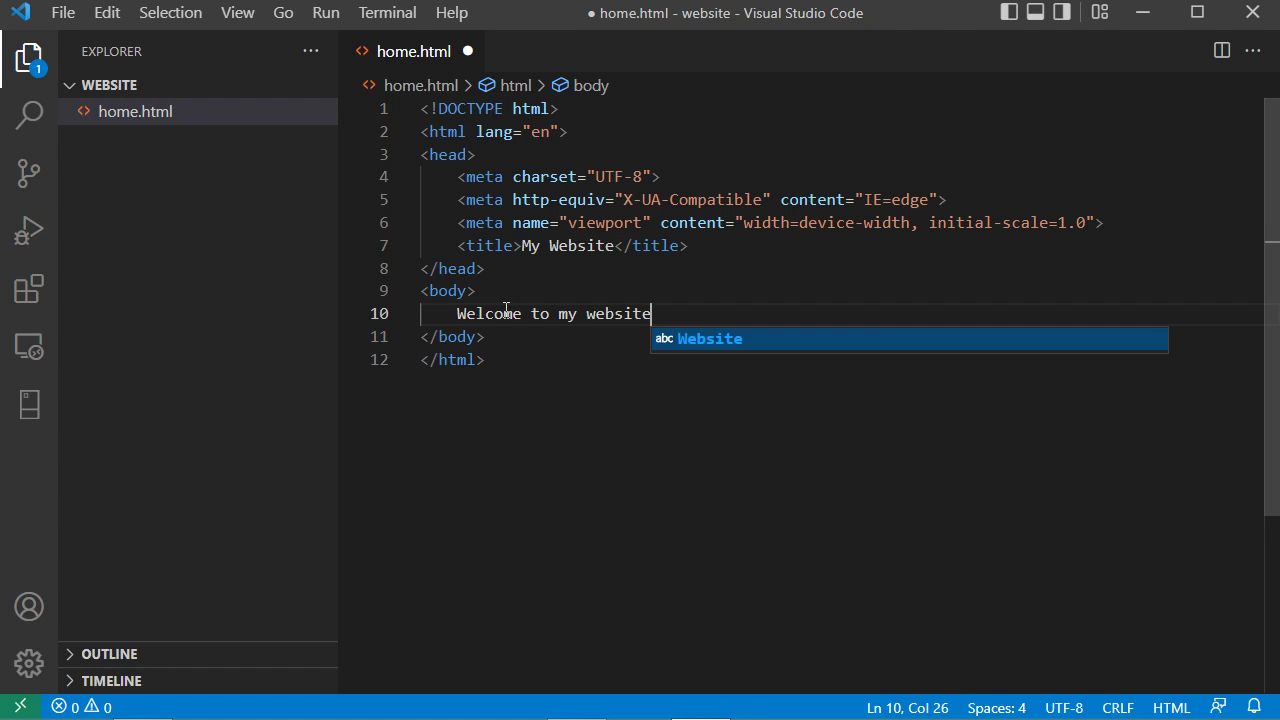 File Edit Selection View Go Run Terminal Help ● home.html - website - Visual Studio Code
EXPLORER
home.html
WEBSITE
home.html > html > body
home.html
1 <!DOCTYPE html>
2 <html lang="en">
3 <head>
4 <meta charset="UTF-8">
5 <meta http-equiv="X-UA-Compatible" content="IE=edge">
6 <meta name="viewport" content="width=device-width, initial-scale=1.0">
7 <title>My Website</title>
8 </head>
9 <body>
10 Welcome to my website
11 </body>
abc Website
12 </html>
1
OUTLINE
TIMELINE
0 0 Ln 10, Col 26 Spaces: 4 UTF-8 CRLF HTML